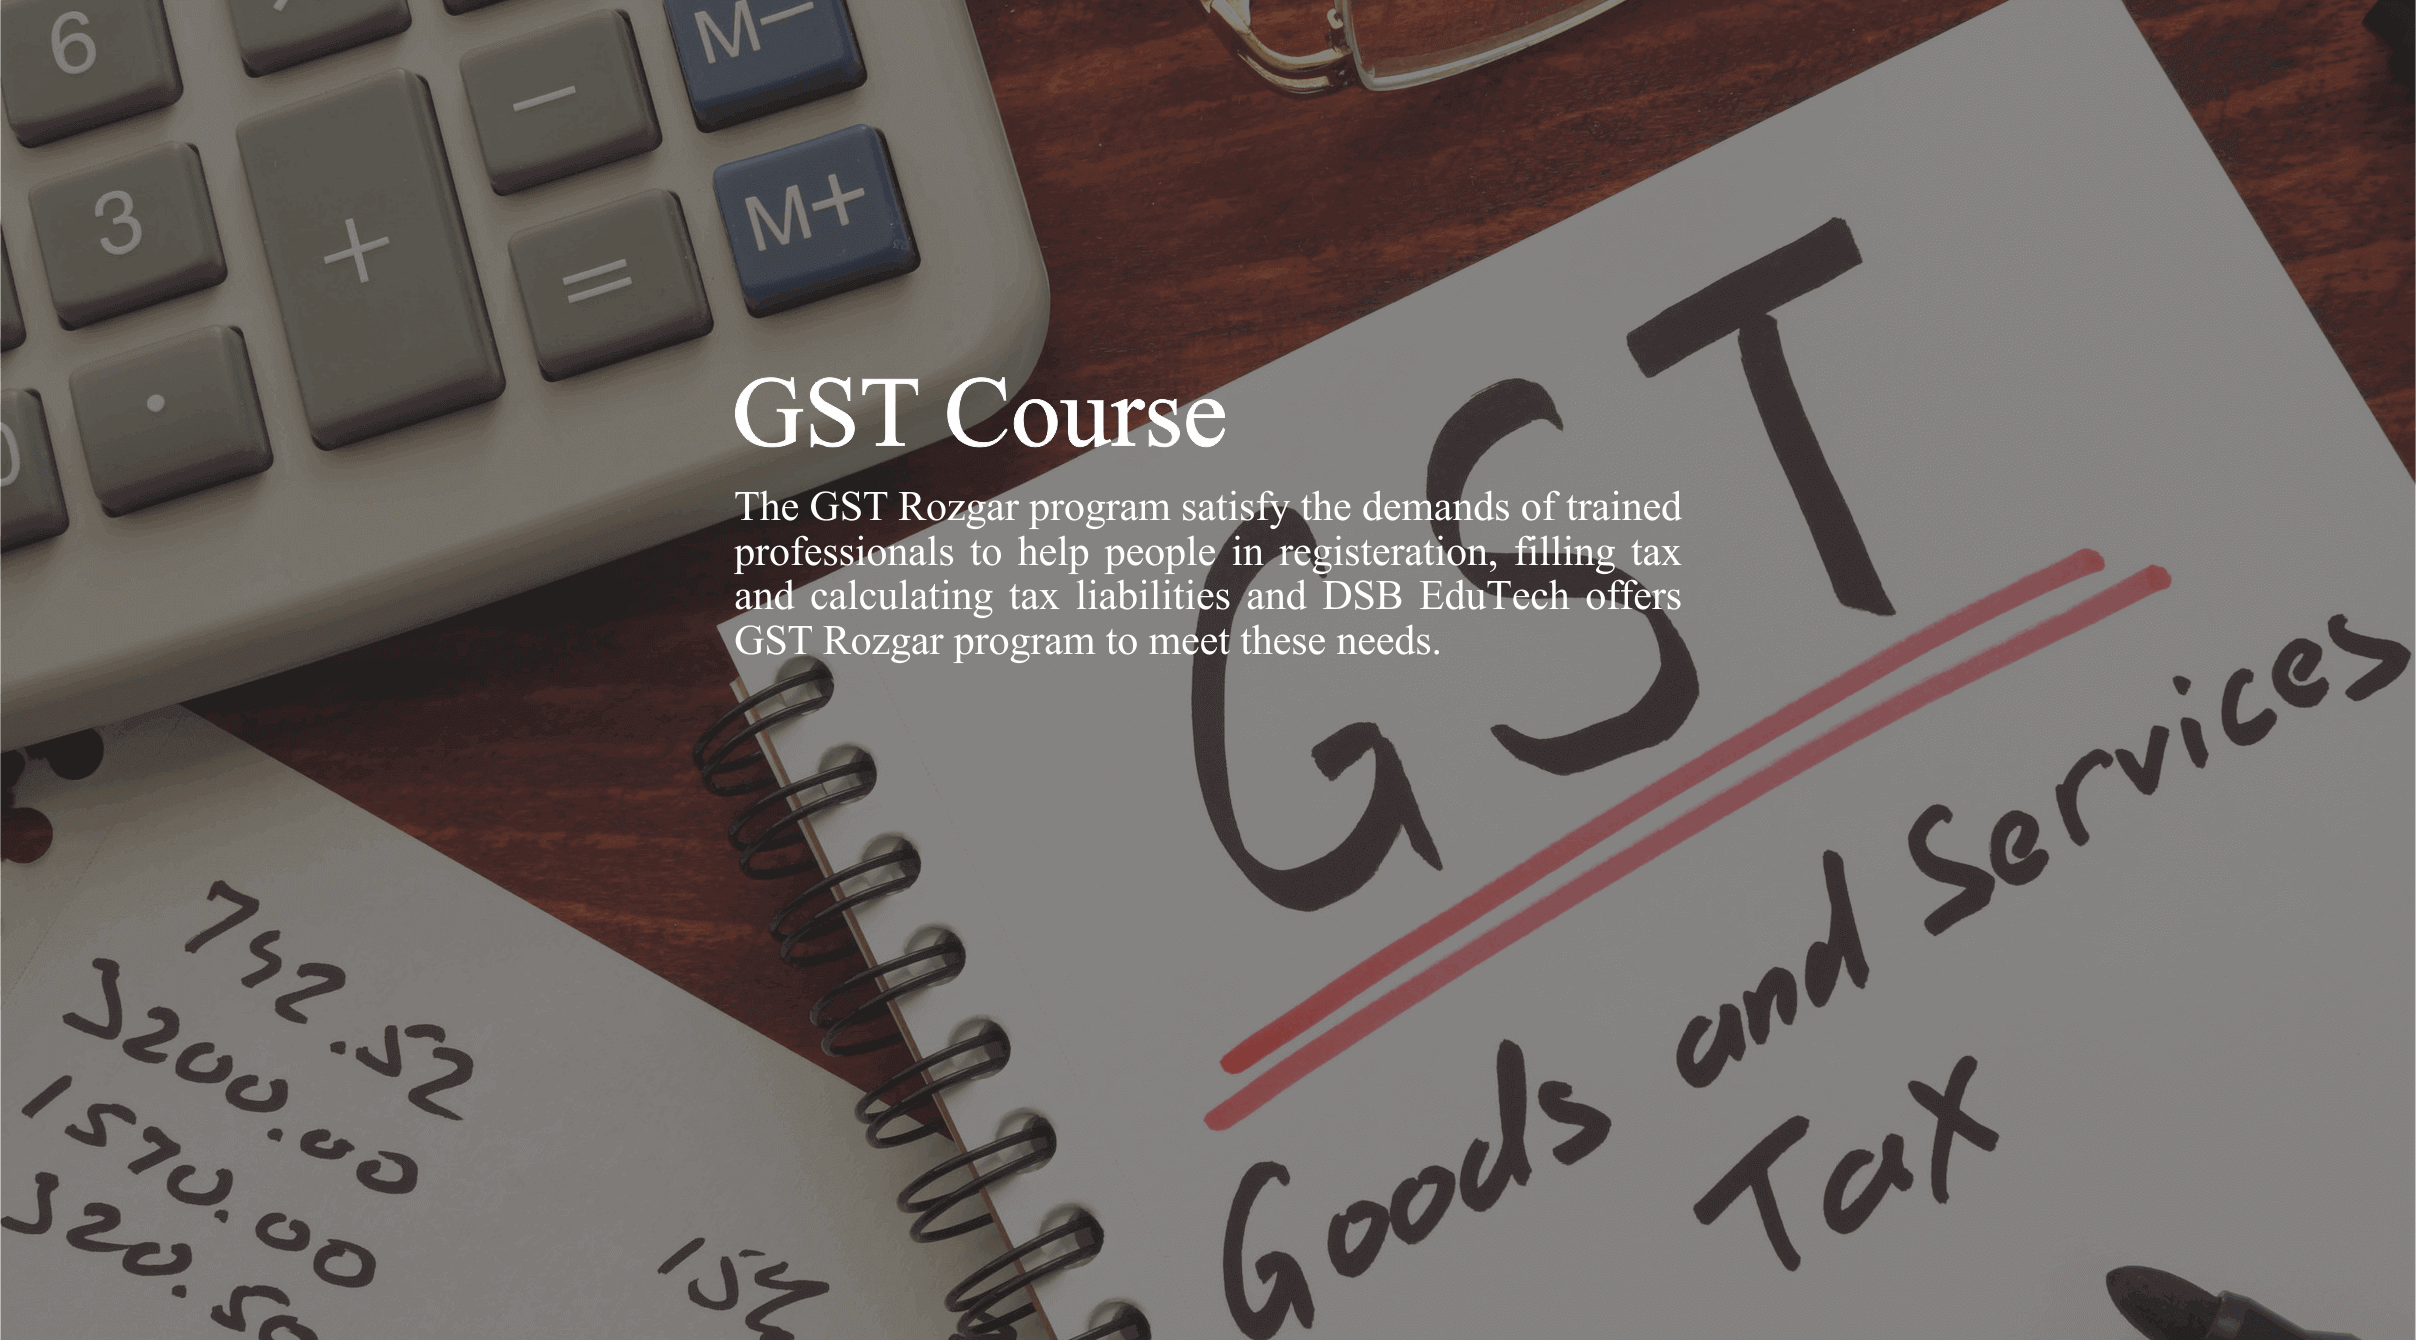 6
M−
−
3
+
M+
=
.
GST Course
The GST Rozgar program satisfy the demands of trained
professionals to help people in registeration, filling tax
and calculating tax liabilities and DSB EduTech offers
GST Rozgar program to meet these needs.
GST
Goods and Services
Tax
742.52
3200.00
1570.00
320.50